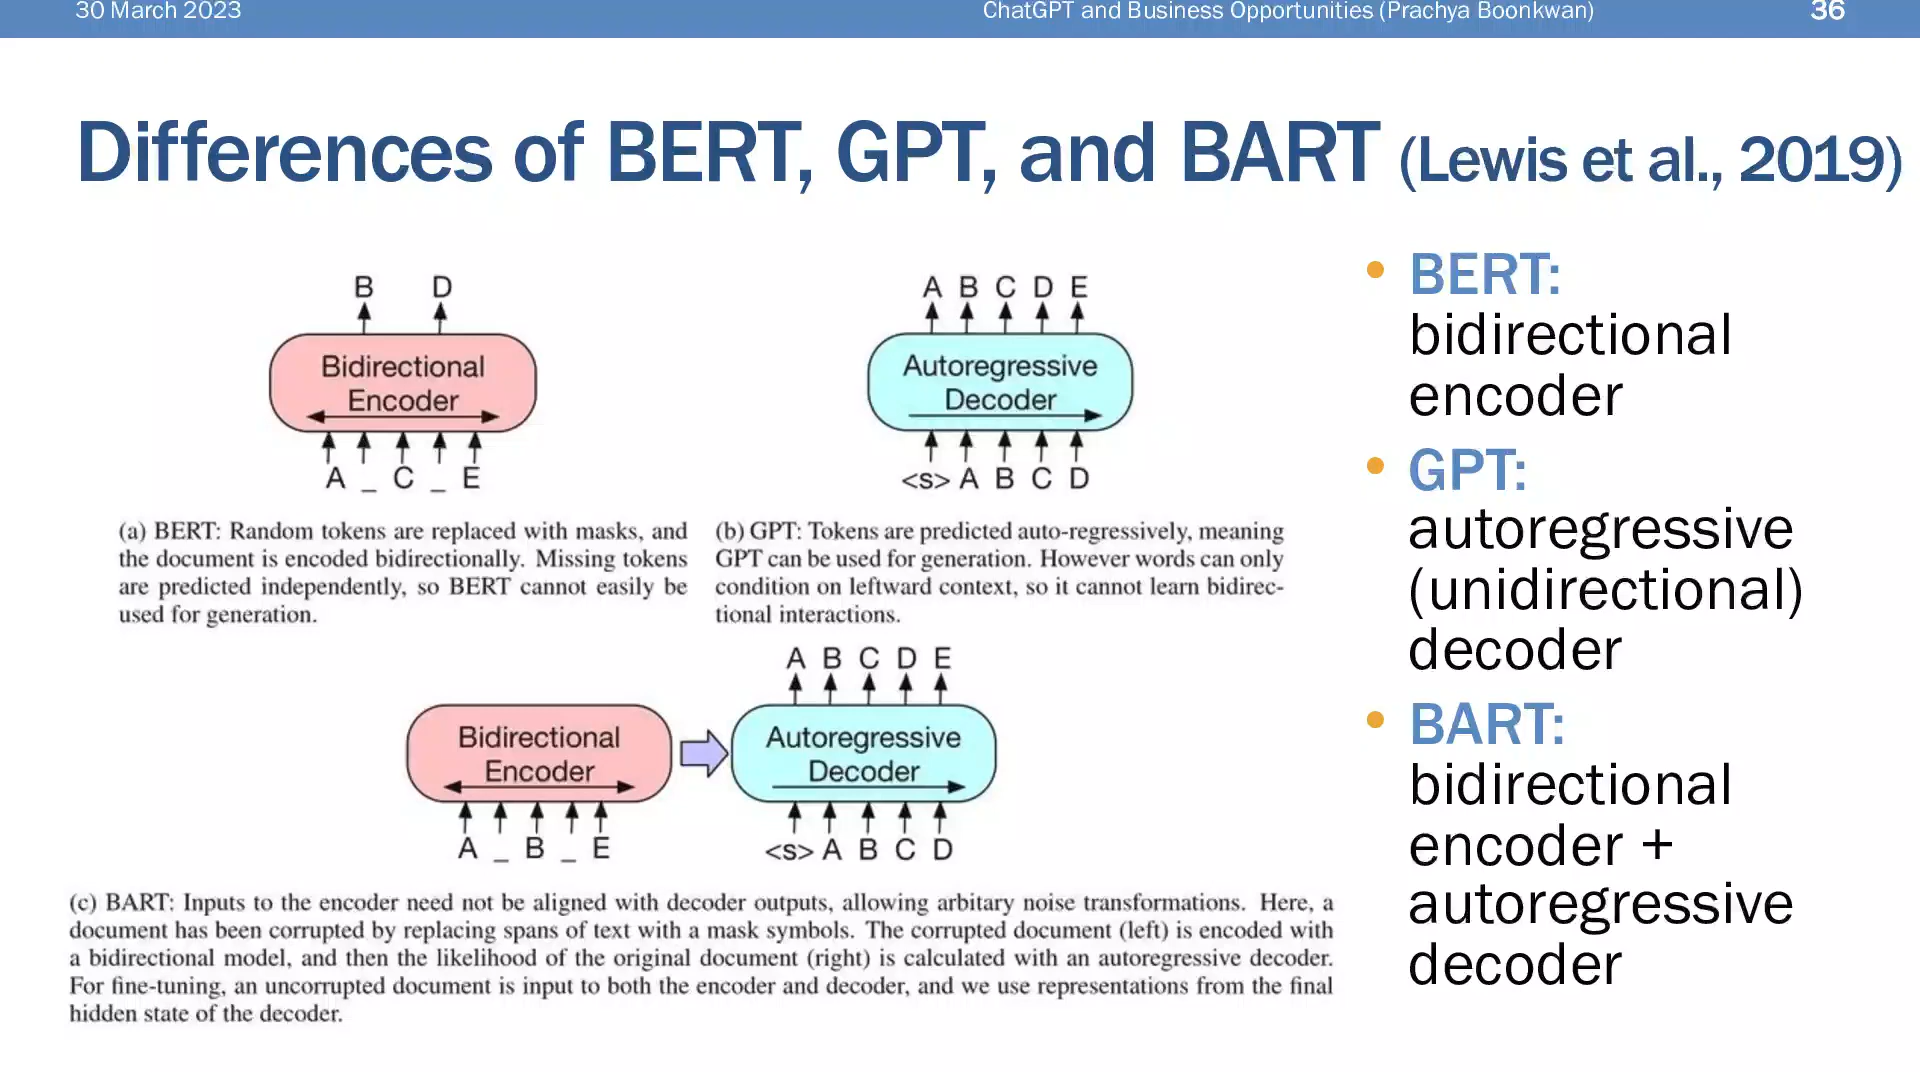 30 March 2023
ChatGPT and Business Opportunities (Prachya Boonkwan)
36
Differences of BERT, GPT, and BART (Lewis et al., 2019)
B D
Bidirectional
Encoder
A _ C _ E
(a) BERT: Random tokens are replaced with masks, and
the document is encoded bidirectionally. Missing tokens
are predicted independently, so BERT cannot easily be
used for generation.
A B C D E
Autoregressive
Decoder
<s> A B C D
(b) GPT: Tokens are predicted auto-regressively, meaning
GPT can be used for generation. However words can only
condition on leftward context, so it cannot learn bidirec-
tional interactions.
Bidirectional
Encoder
A _ B _ E
A B C D E
Autoregressive
Decoder
<s> A B C D
(c) BART: Inputs to the encoder need not be aligned with decoder outputs, allowing arbitary noise transformations. Here, a
document has been corrupted by replacing spans of text with a mask symbols. The corrupted document (left) is encoded with
a bidirectional model, and then the likelihood of the original document (right) is calculated with an autoregressive decoder.
For fine-tuning, an uncorrupted document is input to both the encoder and decoder, and we use representations from the final
hidden state of the decoder.
• BERT:
bidirectional
encoder
• GPT:
autoregressive
(unidirectional)
decoder
• BART:
bidirectional
encoder +
autoregressive
decoder